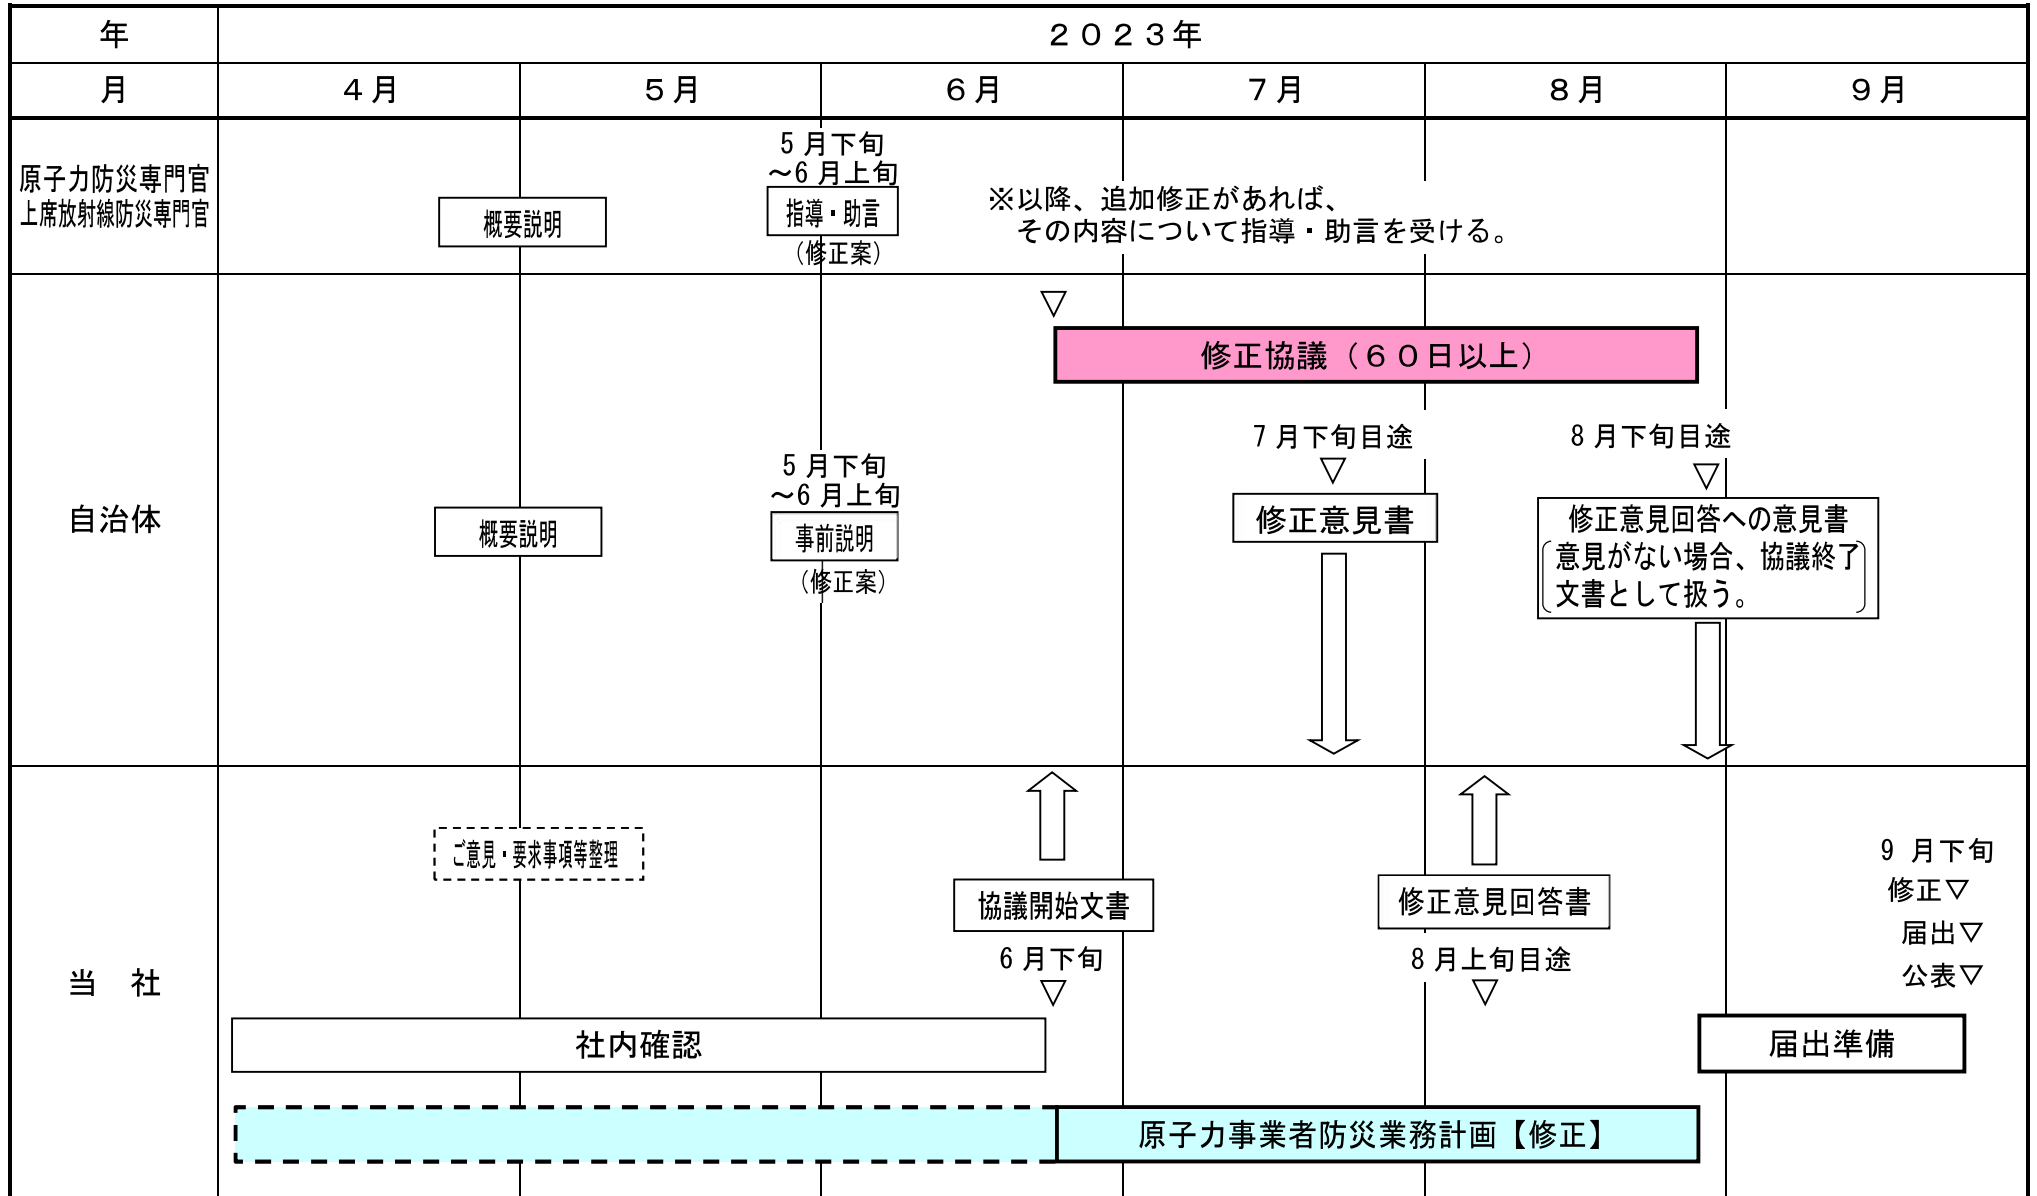 年
２０２３年
月
４月
５月
６月
７月
８月
９月
原子力防災専門官
上席放射線防災専門官
概要説明
５月下旬
～６月上旬
指導・助言
（修正案）
※以降、追加修正があれば、
その内容について指導・助言を受ける。
自治体
▽
修正協議（６０日以上）
概要説明
５月下旬
～６月上旬
事前説明
（修正案）
７月下旬目途
▽
修正意見書
８月下旬目途
▽
修正意見回答への意見書
意見がない場合、協議終了
文書として扱う。
当　社
ご意見・要求事項等整理
協議開始文書
６月下旬
▽
修正意見回答書
８月上旬目途
▽
９月下旬
修正▽
届出▽
公表▽
社内確認
届出準備
原子力事業者防災業務計画【修正】